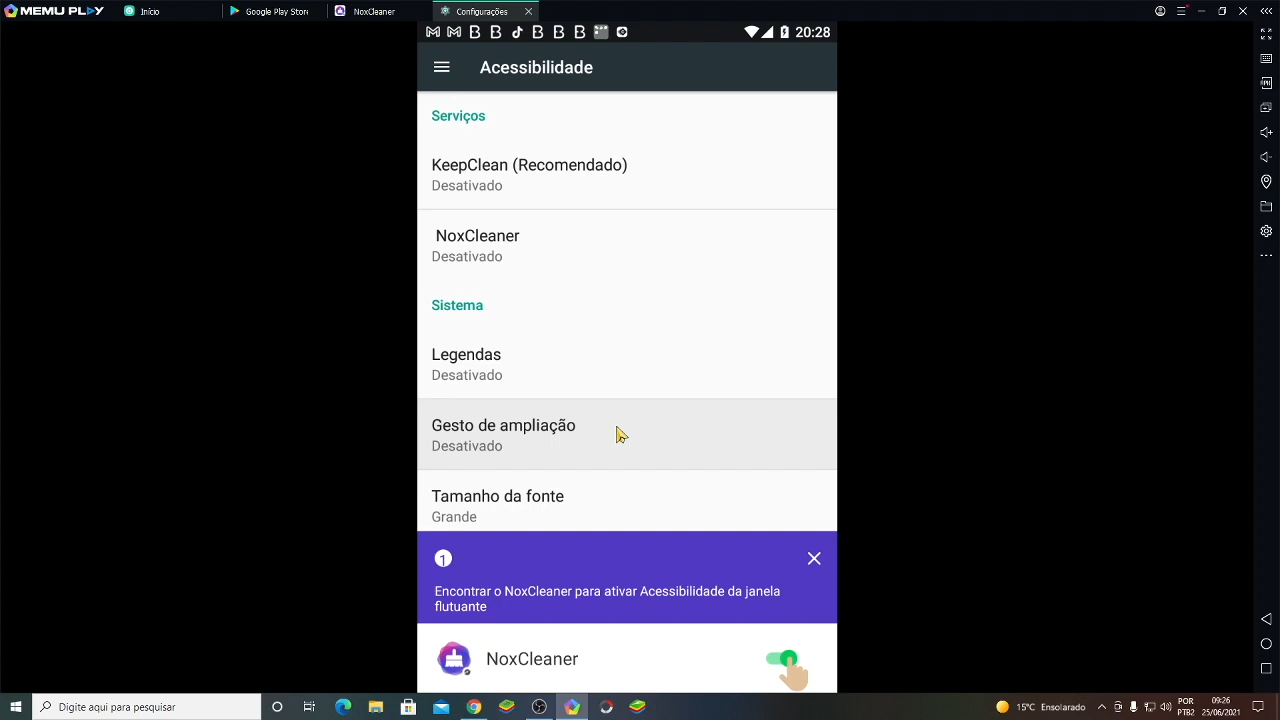 MEMU PLAY
Início
Google Play Store
NoxCleaner
Configurações
20:28
Acessibilidade
Serviços
KeepClean (Recomendado)
Desativado
NoxCleaner
Desativado
Sistema
Legendas
Desativado
Gesto de ampliação
Desativado
Tamanho da fonte
Grande
1
Encontrar o NoxCleaner para ativar Acessibilidade da janela
flutuante
NoxCleaner
Digite aqui para pesquisar
15°C Ensolarado
POR
PTB2
09:26
25/06/2021